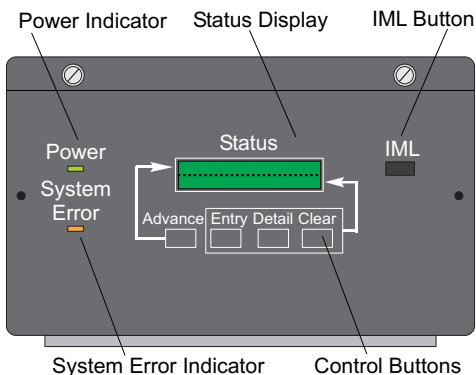 Power Indicator
Status Display
IML Button
Power
Status
IML
System
Error
Advance Entry Detail Clear
System Error Indicator
Control Buttons